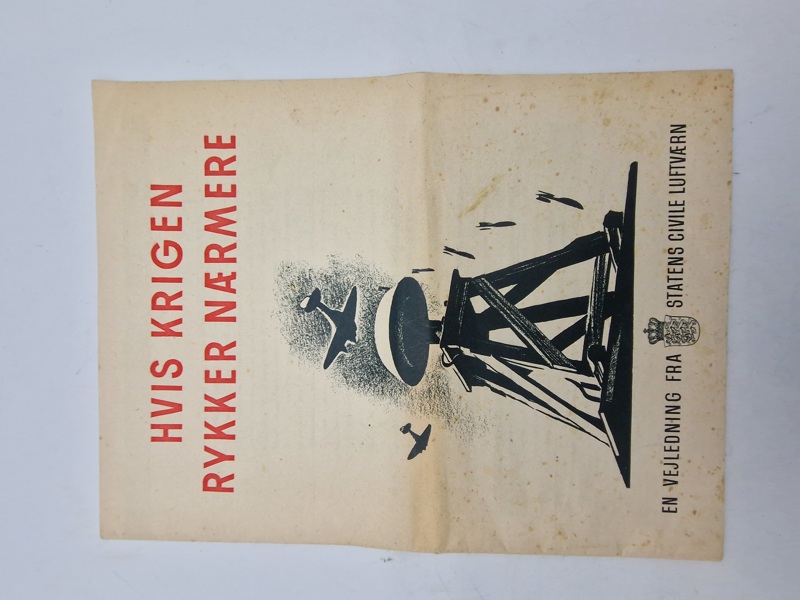 HVIS KRIGEN
RYKKER NÆRMERE
EN VEJLEDNING FRA STATENS CIVILE LUFTVÆRN